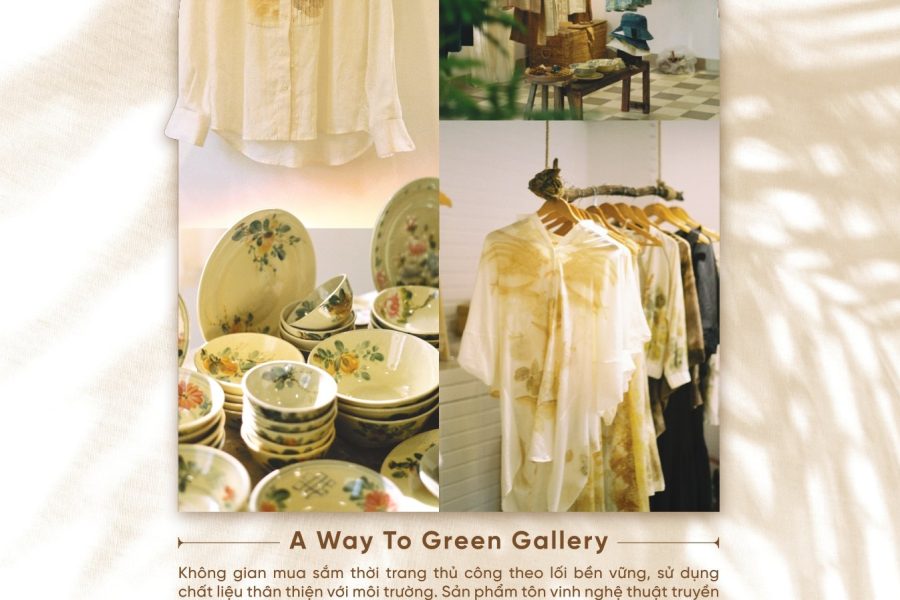 A Way To Green Gallery
Không gian mua sắm thời trang thủ công theo lối bền vững, sử dụng
chất liệu thân thiện với môi trường. Sản phẩm tôn vinh nghệ thuật truyền